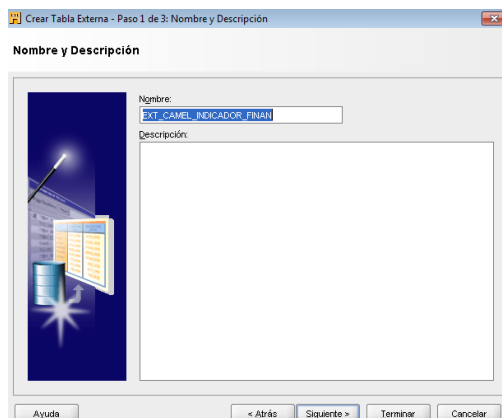 Crear Tabla Externa - Paso 1 de 3: Nombre y Descripción
Nombre y Descripción
Nombre:
EXT_CAMEL_INDICADOR_FINAN
Descripción:
Ayuda
< Atrás
Siguiente >
Terminar
Cancelar